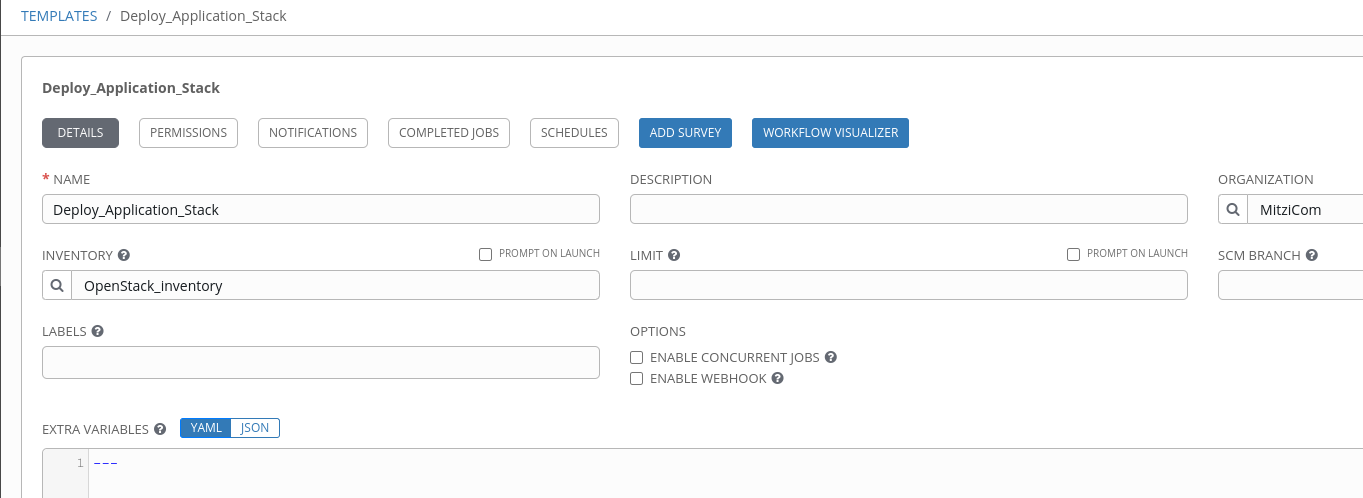 TEMPLATES / Deploy_Application_Stack
Deploy_Application_Stack
DETAILS PERMISSIONS NOTIFICATIONS COMPLETED JOBS SCHEDULES ADD SURVEY WORKFLOW VISUALIZER
* NAME DESCRIPTION ORGANIZATION
Deploy_Application_Stack MitziCom
INVENTORY ? PROMPT ON LAUNCH LIMIT ? PROMPT ON LAUNCH SCM BRANCH ?
OpenStack_inventory
LABELS ? OPTIONS
ENABLE CONCURRENT JOBS ?
ENABLE WEBHOOK ?
EXTRA VARIABLES ? YAML JSON
1 ---